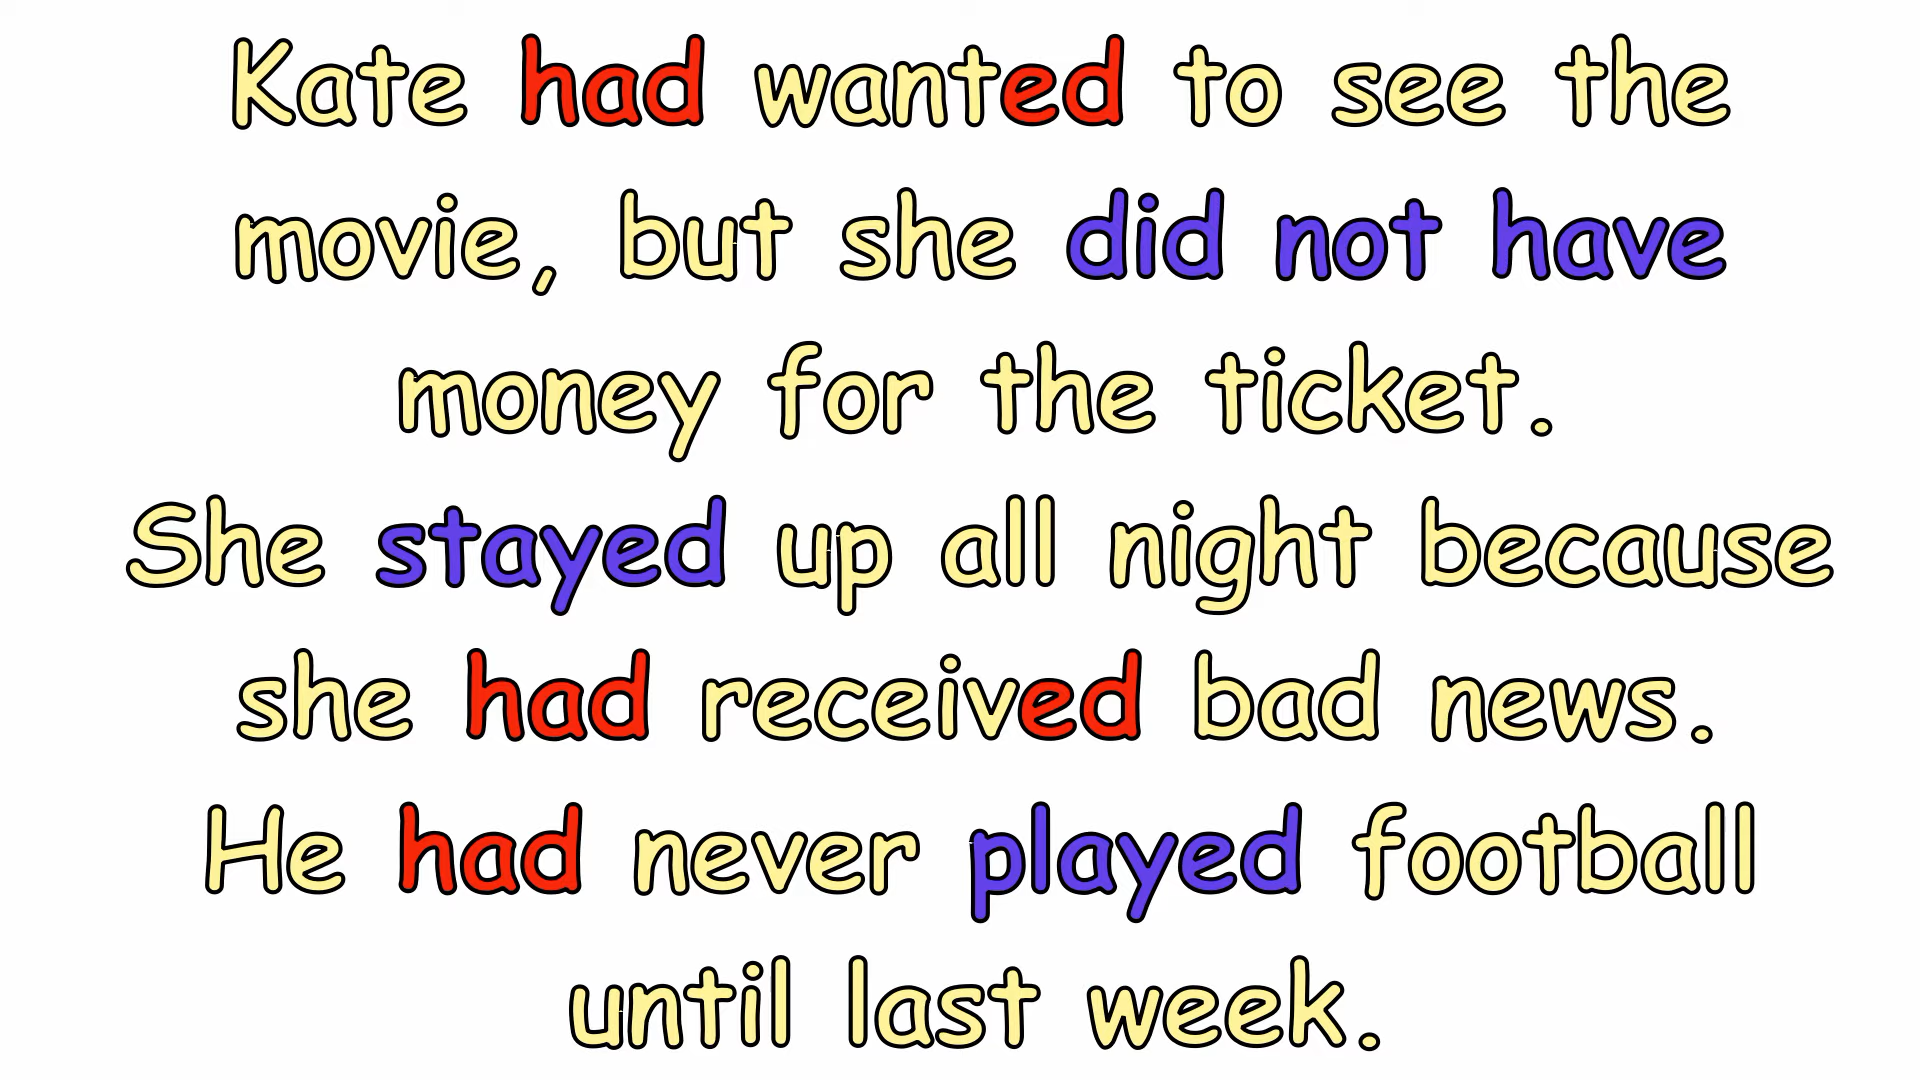 Kate had wanted to see the
movie, but she did not have
money for the ticket.
She stayed up all night because
she had received bad news.
He had never played football
until last week.